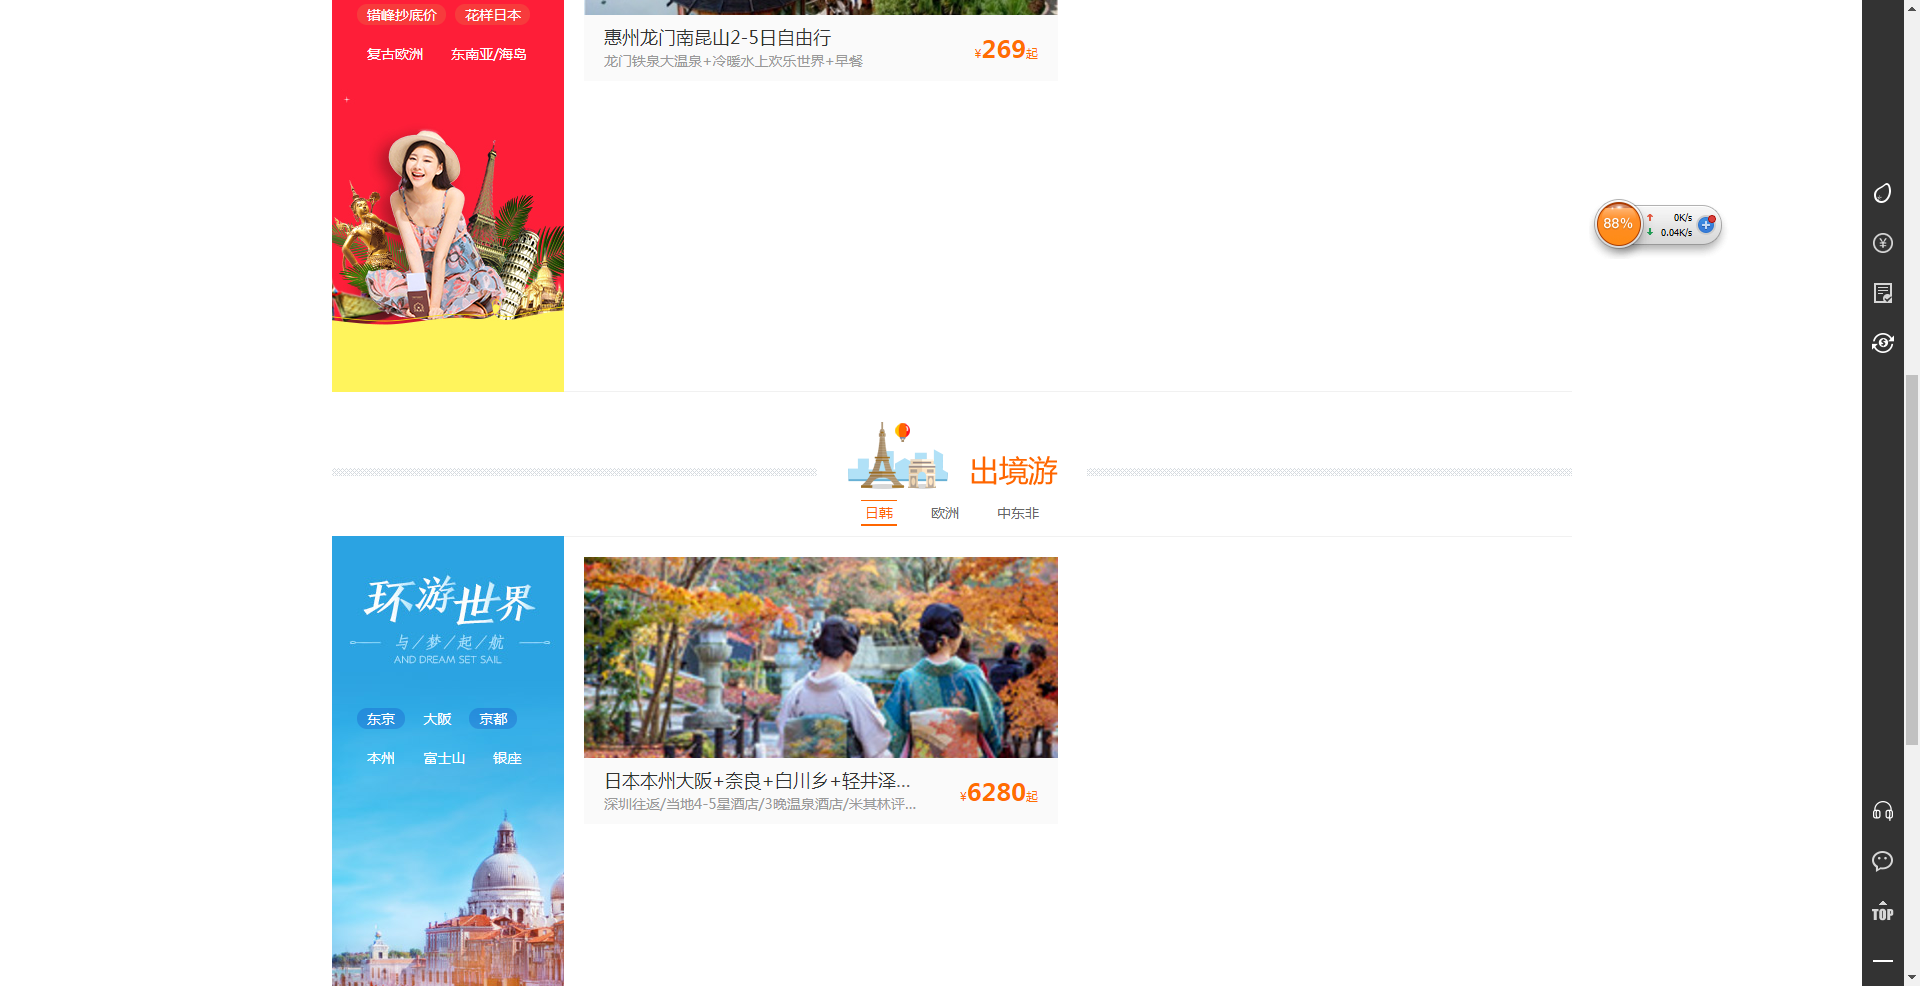 错峰抄底价 花样日本
复古欧洲 东南亚/海岛
惠州龙门南昆山2-5日自由行
龙门铁泉大温泉+冷暖水上欢乐世界+早餐
¥269起
88%
0K/s
0.04K/s
出境游
日韩 欧洲 中东非
环游世界
与/梦/起/航
AND DREAM SET SAIL
东京 大阪 京都
本州 富士山 银座
日本本州大阪+奈良+白川乡+轻井泽...
深圳往返/当地4-5星酒店/3晚温泉酒店/米其林评...
¥6280起
TOP